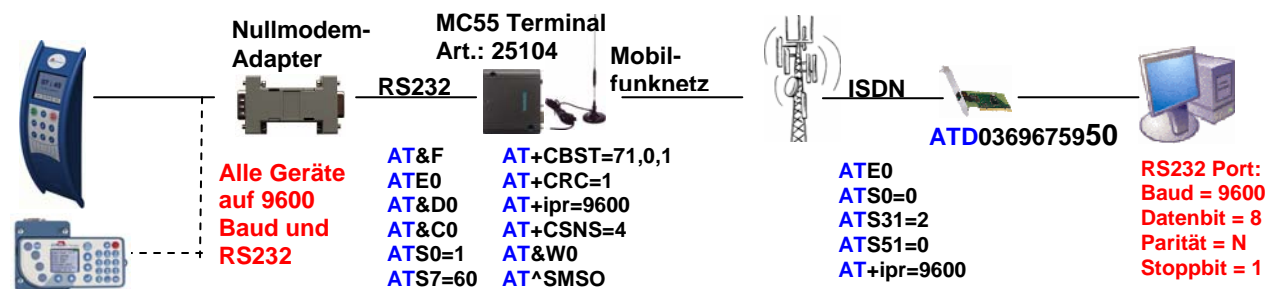 Nullmodem-
Adapter
MC55 Terminal
Art.: 25104
RS232
Mobil-
funknetz
ISDN
ATD0369675950
Alle Geräte
auf 9600
Baud und
RS232
AT&F
ATE0
AT&D0
AT&C0
ATS0=1
ATS7=60
AT+CBST=71,0,1
AT+CRC=1
AT+ipr=9600
AT+CSNS=4
AT&W0
AT^SMSO
ATE0
ATS0=0
ATS31=2
ATS51=0
AT+ipr=9600
RS232 Port:
Baud = 9600
Datenbit = 8
Parität = N
Stoppbit = 1